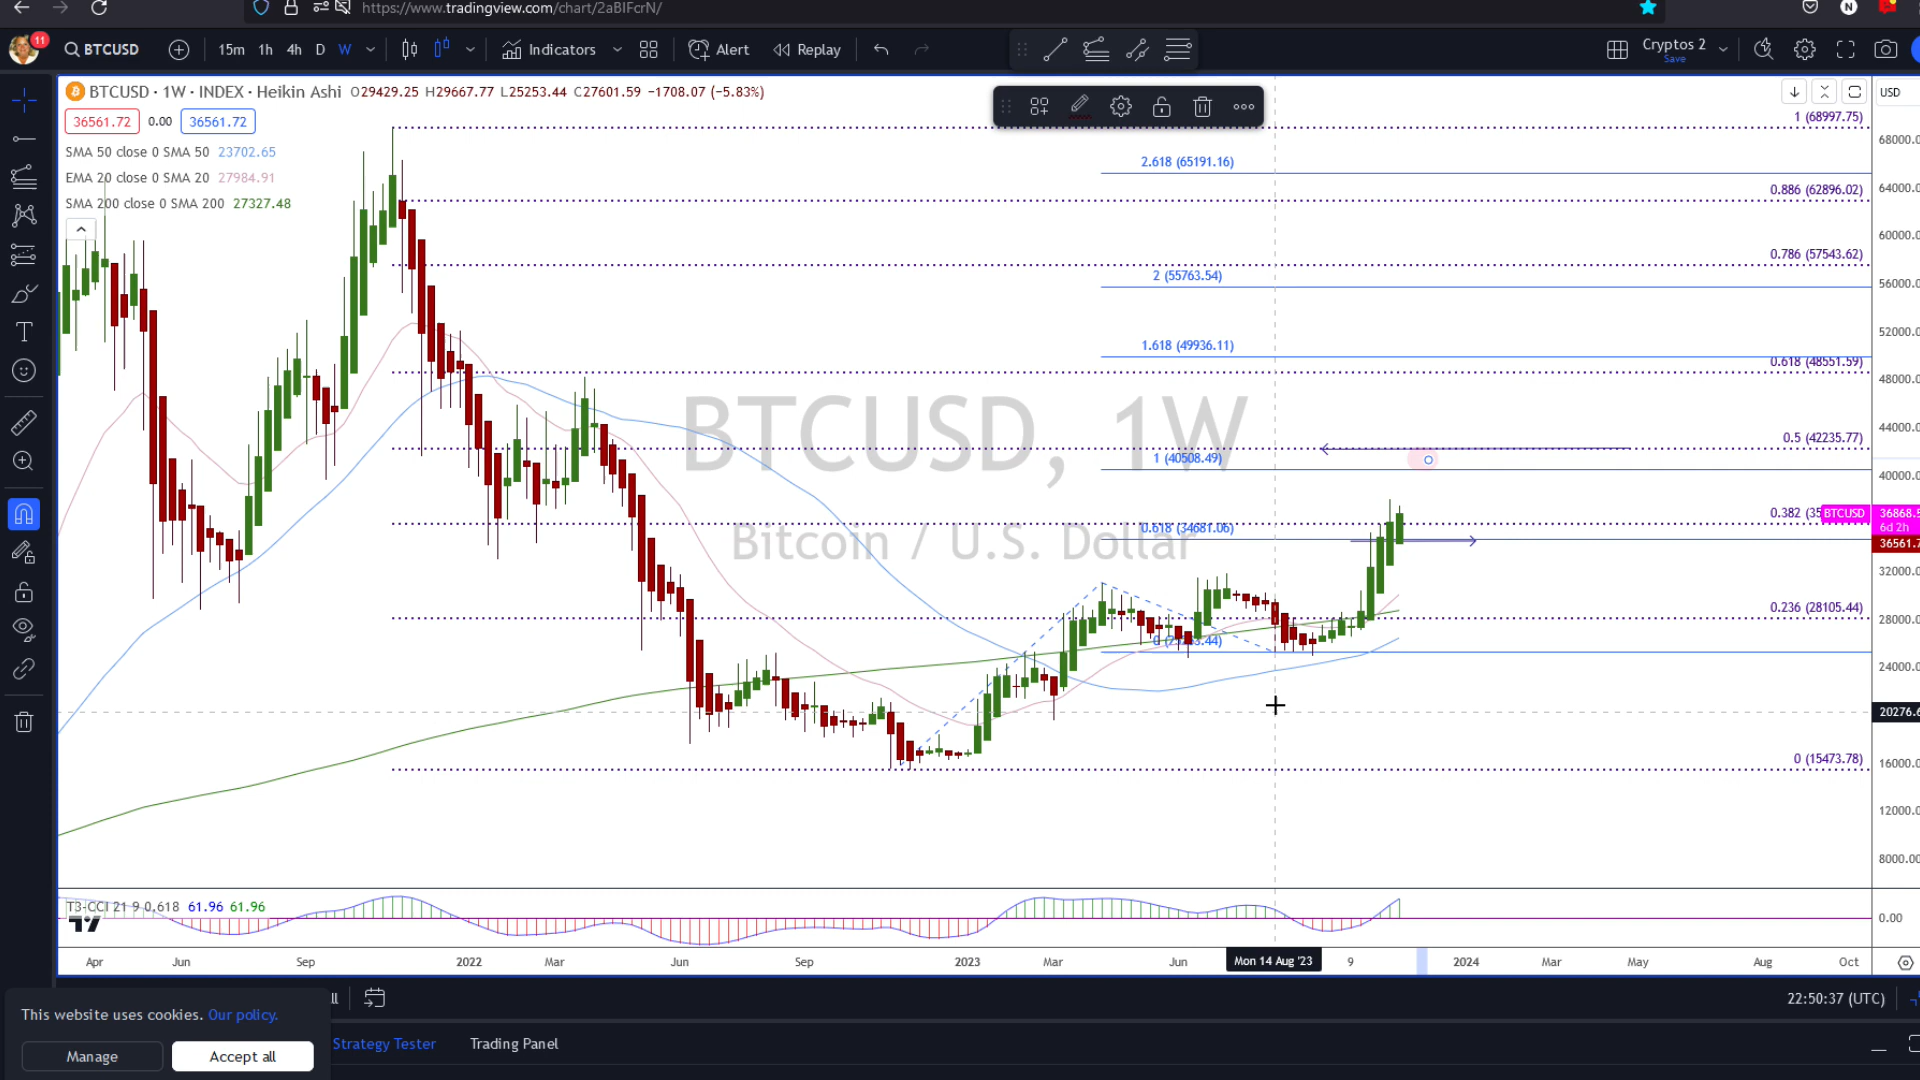 https://www.tradingview.com/chart/2aBIFcrN/
11
BTCUSD
15m 1h 4h D W
Indicators
Alert
Replay
Cryptos 2
Save
BTCUSD · 1W · INDEX · Heikin Ashi O29429.25 H29667.77 L25253.44 C27601.59 −1708.07 (−5.83%)
USD
36561.72 0.00 36561.72
SMA 50 close 0 SMA 50 23702.65
EMA 20 close 0 SMA 20 27984.91
SMA 200 close 0 SMA 200 27327.48
1 (68997.75)
68000.0
2.618 (65191.16)
0.886 (62896.02)
64000.0
60000.0
0.786 (57543.62)
2 (55763.54)
56000.0
52000.0
1.618 (49936.11)
0.618 (48551.59)
48000.0
BTCUSD, 1W
44000.0
0.5 (42235.77)
1 (40508.49)
40000.0
0.382 (35
BTCUSD 36868.5
6d 2h
0.618 (34681.06)
36561.7
Bitcoin / U.S. Dollar
32000.0
0.236 (28105.44)
28000.0
24000.0
20276.6
0 (15473.78)
16000.0
12000.0
8000.00
T3-CCI 21 9 0.618 61.96 61.96
0.00
Apr Jun Sep 2022 Mar Jun Sep 2023 Mar Jun Mon 14 Aug '23 9 2024 Mar May Aug Oct
22:50:37 (UTC)
This website uses cookies. Our policy.
Manage Accept all
Strategy Tester Trading Panel